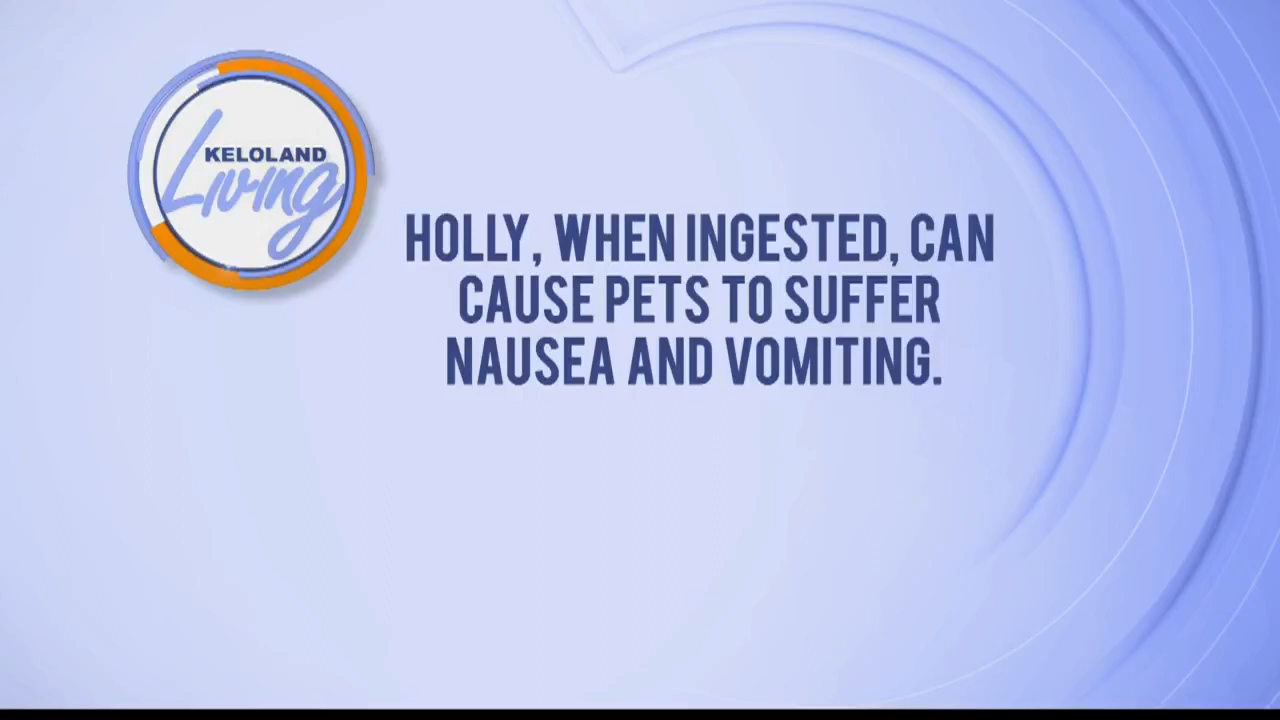 KELOLAND
Living
HOLLY, WHEN INGESTED, CAN
CAUSE PETS TO SUFFER
NAUSEA AND VOMITING.